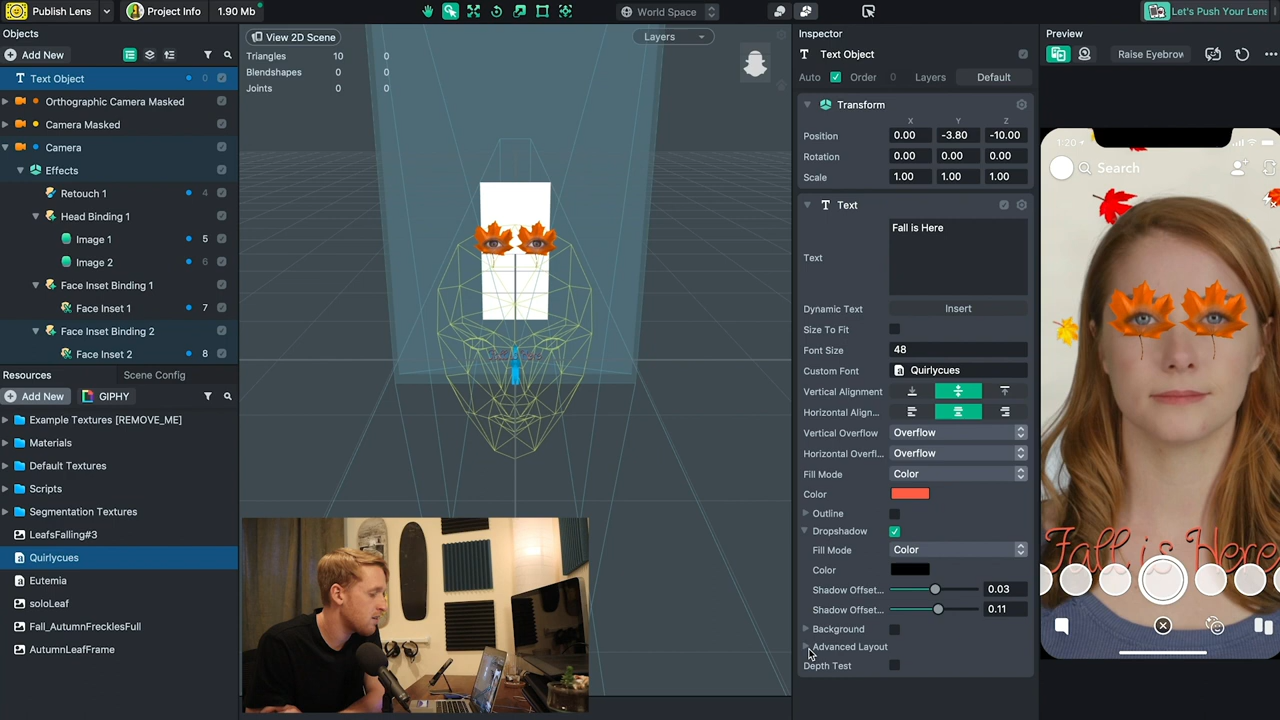 Publish Lens
Project Info
1.90 Mb
World Space
Let's Push Your Lens
Objects
Add New
Text Object 0
Orthographic Camera Masked
Camera Masked
Camera
Effects
Retouch 1 4
Head Binding 1
Image 1 5
Image 2 6
Face Inset Binding 1
Face Inset 1 7
Face Inset Binding 2
Face Inset 2 8
Resources
Scene Config
Add New
GIPHY
Example Textures [REMOVE_ME]
Materials
Default Textures
Scripts
Segmentation Textures
LeafsFalling#3
Quirlycues
Eutemia
soloLeaf
Fall_AutumnFrecklesFull
AutumnLeafFrame
View 2D Scene
Layers
Triangles 10 0
Blendshapes 0 0
Joints 0 0
Inspector
Text Object
Auto Order 0 Layers Default
Transform
X Y Z
Position 0.00 -3.80 -10.00
Rotation 0.00 0.00 0.00
Scale 1.00 1.00 1.00
Text
Text
Fall is Here
Dynamic Text Insert
Size To Fit
Font Size 48
Custom Font Quirlycues
Vertical Alignment
Horizontal Align...
Vertical Overflow Overflow
Horizontal Overfl... Overflow
Fill Mode Color
Color
Outline
Dropshadow
Fill Mode Color
Color
Shadow Offset... 0.03
Shadow Offset... 0.11
Background
Advanced Layout
Depth Test
Preview
Raise Eyebrow
1:20
Search
Fall is Here